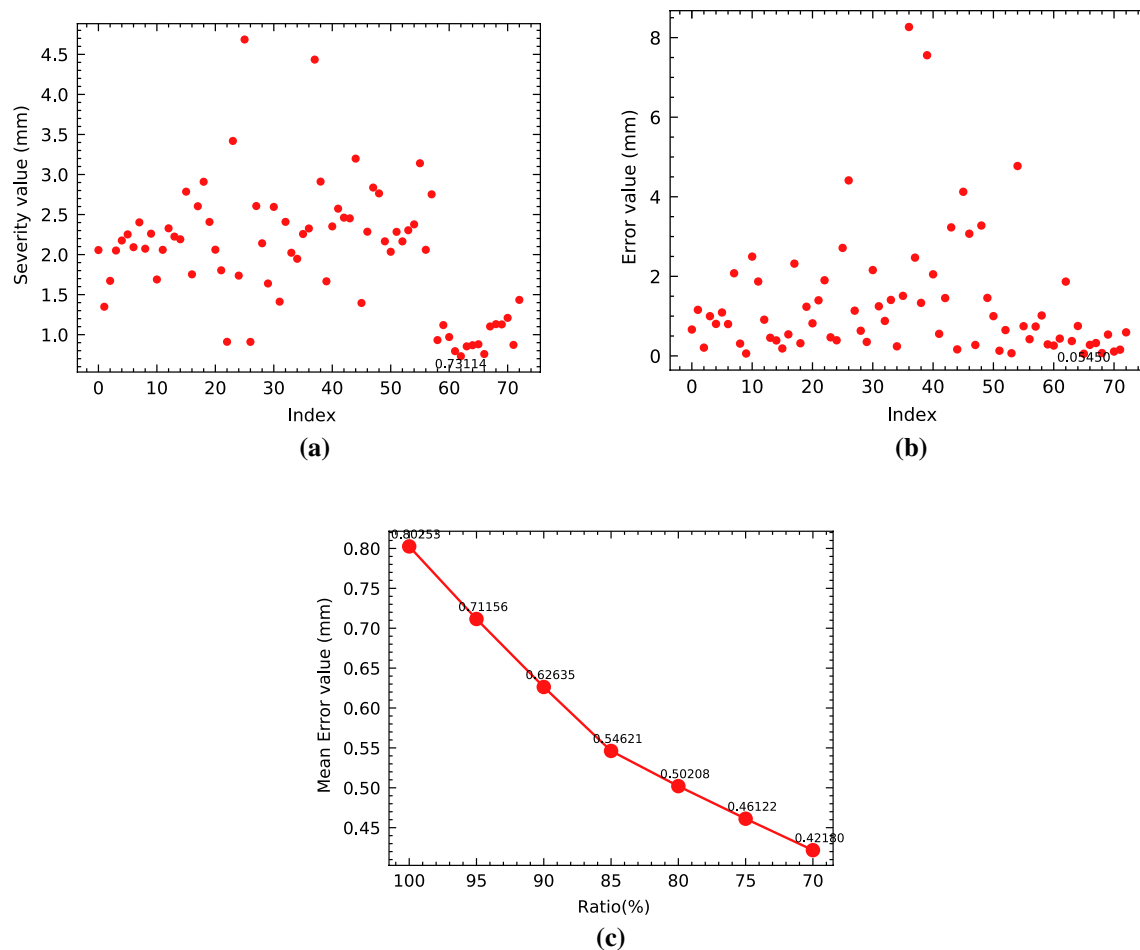 4.5
4.0
3.5
3.0
2.5
2.0
1.5
1.0
Severity value (mm)
0.73114
0 10 20 30 40 50 60 70
Index
(a)
8
6
4
2
0
Error value (mm)
0.05450
0 10 20 30 40 50 60 70
Index
(b)
0.80
0.75
0.70
0.65
0.60
0.55
0.50
0.45
Mean Error value (mm)
0.80253
0.71156
0.62635
0.54621
0.50208
0.46122
0.42180
100 95 90 85 80 75 70
Ratio(%)
(c)